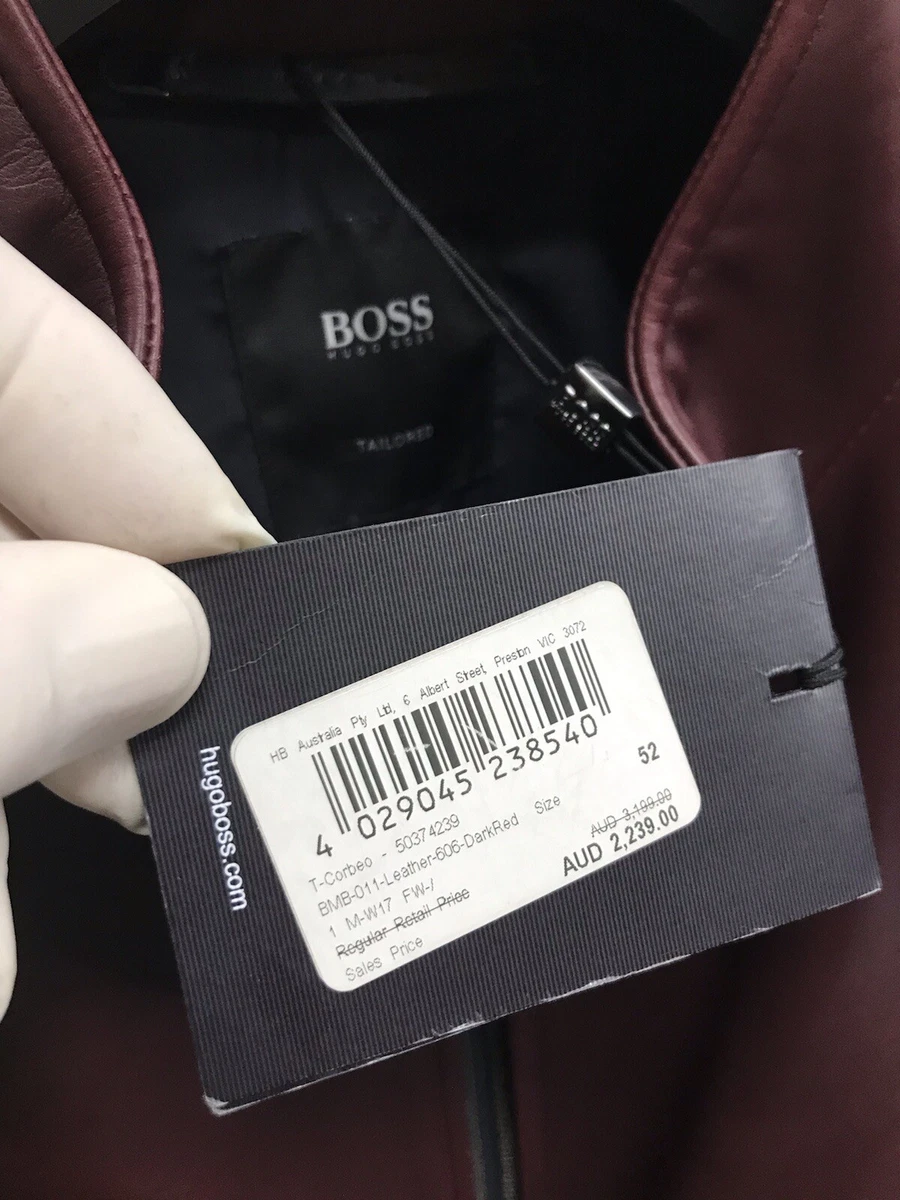 BOSS
HUGO BOSS
TAILORED
hugoboss.com
HB Australia Pty Ltd, 6 Albert Street, Preston VIC 3072
4 029045 238540
T-Corbeo - 50374239
BMB-011-Leather-606-DarkRed Size 52
1 M-W17 FW-/
Regular Retail Price AUD 3,199.00
Sales Price AUD 2,239.00